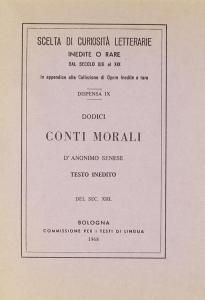 SCELTA DI CURIOSITÀ LETTERARIE
INEDITE O RARE
DAL SECOLO XIII AL XIX
In appendice alla Collezione di Opere inedite o rare
DISPENSA IX
DODICI
CONTI MORALI
D'ANONIMO SENESE
TESTO INEDITO
DEL SEC. XIII.
BOLOGNA
COMMISSIONE PER I TESTI DI LINGUA
1968